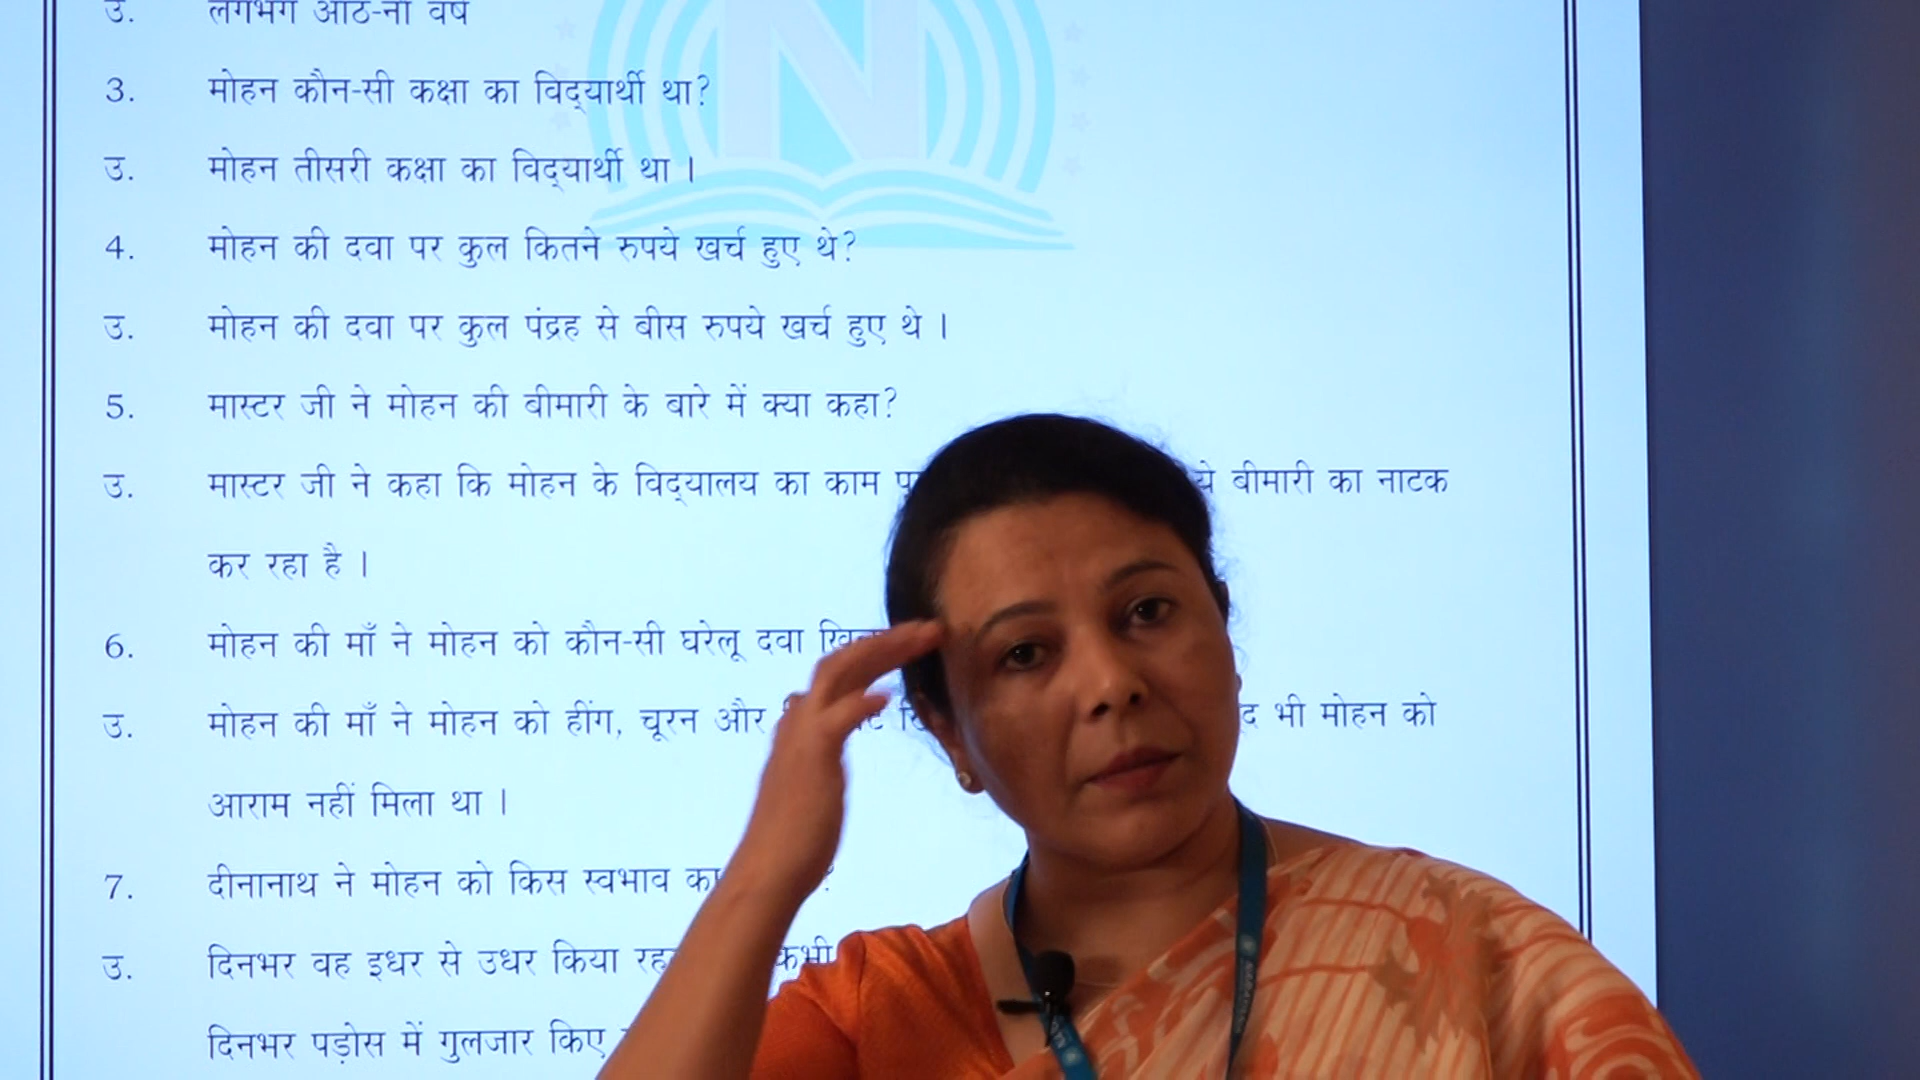 उ. लगभग आठ-नौ वर्ष
3. मोहन कौन-सी कक्षा का विद्यार्थी था?
उ. मोहन तीसरी कक्षा का विद्यार्थी था ।
4. मोहन की दवा पर कुल कितने रुपये खर्च हुए थे?
उ. मोहन की दवा पर कुल पंद्रह से बीस रुपये खर्च हुए थे ।
5. मास्टर जी ने मोहन की बीमारी के बारे में क्या कहा?
उ. मास्टर जी ने कहा कि मोहन के विद्यालय का काम बीमारी का नाटक
कर रहा है ।
6. मोहन की माँ ने मोहन को कौन-सी घरेलू दवा
उ. मोहन की माँ ने मोहन को हींग, चूरन और भी मोहन को
आराम नहीं मिला था ।
7. दीनानाथ ने मोहन को किस स्वभाव का ?
उ. दिनभर वह इधर से उधर किया कभी
दिनभर पड़ोस में गुलजार किए
N